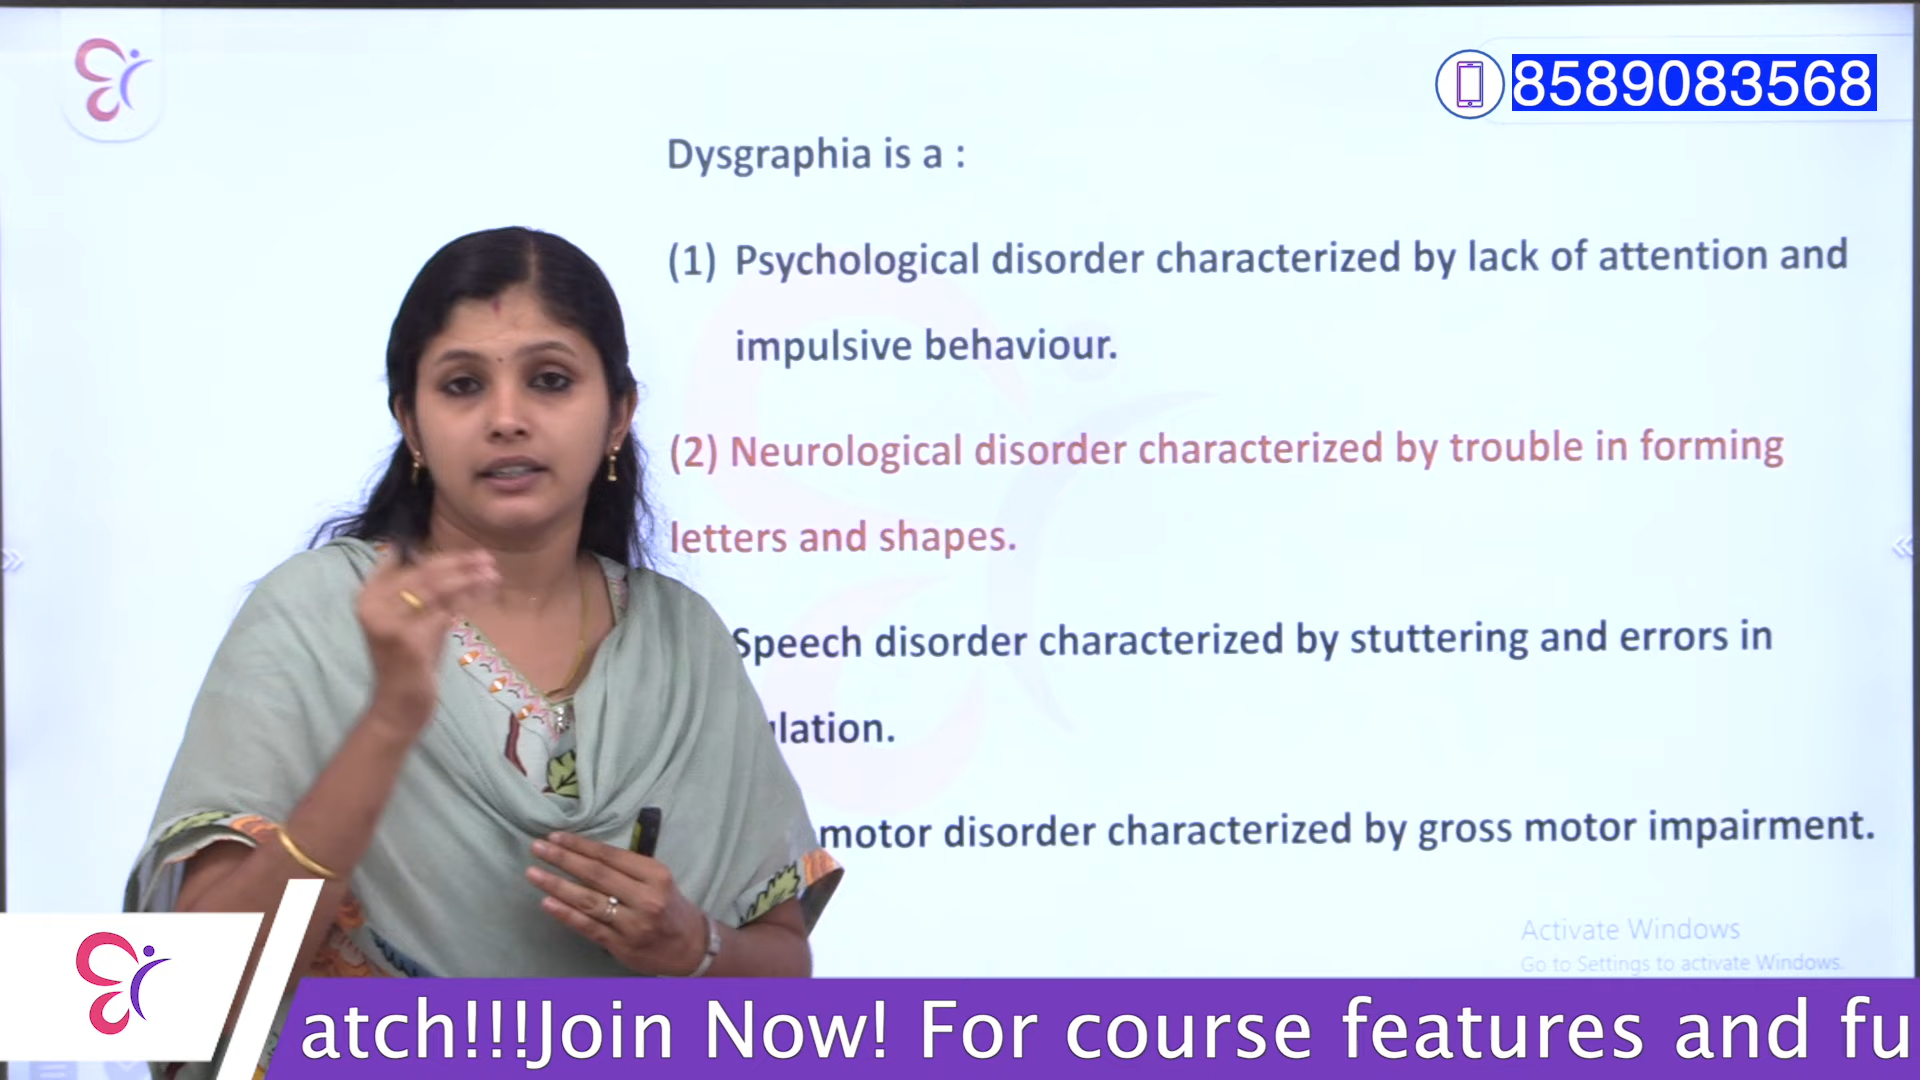 8589083568
Dysgraphia is a :
(1) Psychological disorder characterized by lack of attention and
impulsive behaviour.
(2) Neurological disorder characterized by trouble in forming
letters and shapes.
Speech disorder characterized by stuttering and errors in
lation.
motor disorder characterized by gross motor impairment.
Activate Windows
Go to Settings to activate Windows.
atch!!!Join Now! For course features and fu